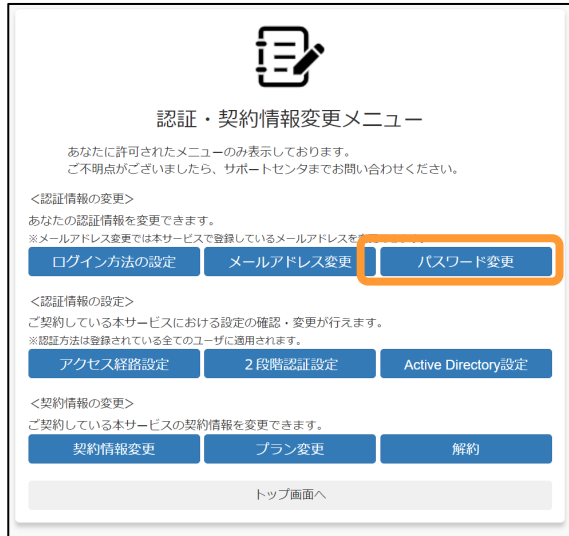 認証・契約情報変更メニュー
あなたに許可されたメニューのみ表示しております。
ご不明点がございましたら、サポートセンタまでお問い合わせください。
<認証情報の変更>
あなたの認証情報を変更できます。
※メールアドレス変更では本サービスで登録しているメールアドレスを
ログイン方法の設定 メールアドレス変更 パスワード変更
<認証情報の設定>
ご契約している本サービスにおける設定の確認・変更が行えます。
※認証方法は登録されている全てのユーザに適用されます。
アクセス経路設定 2段階認証設定 Active Directory設定
<契約情報の変更>
ご契約している本サービスの契約情報を変更できます。
契約情報変更 プラン変更 解約
トップ画面へ